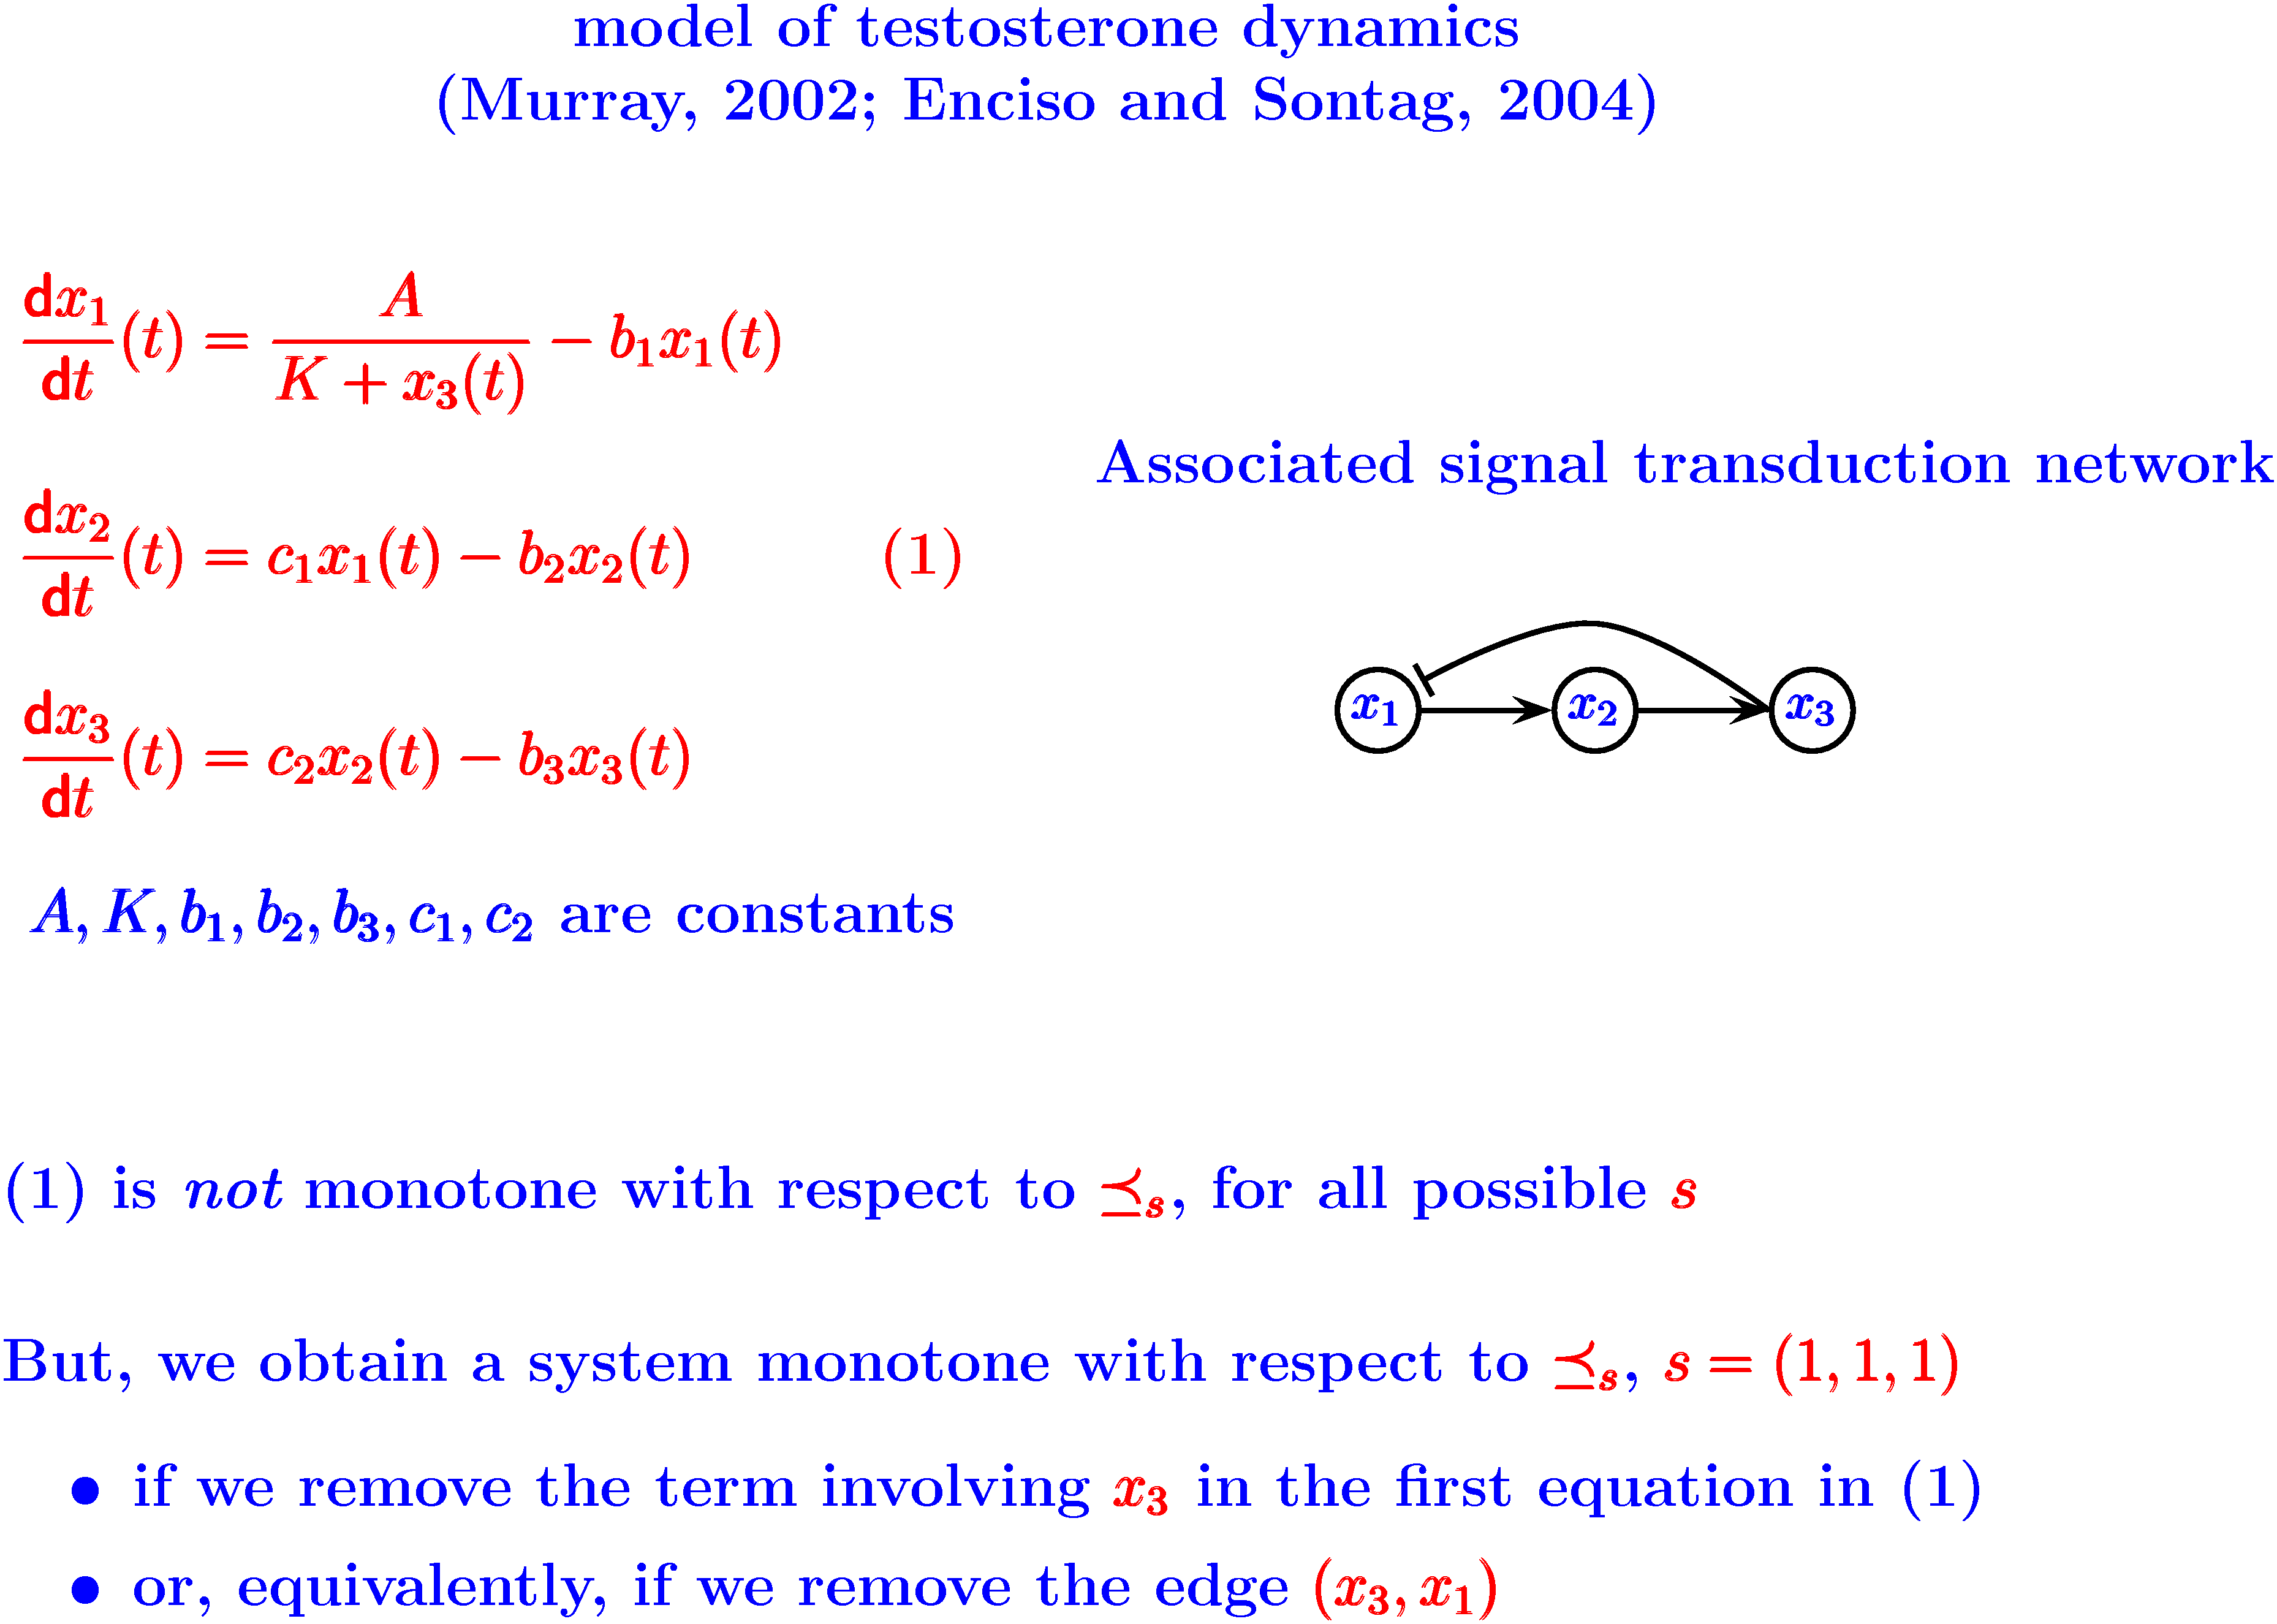 model of testosterone dynamics
(Murray, 2002; Enciso and Sontag, 2004)
dx₁/dt (t) = A/(K + x₃(t)) − b₁x₁(t)
dx₂/dt (t) = c₁x₁(t) − b₂x₂(t) (1)
dx₃/dt (t) = c₂x₂(t) − b₃x₃(t)
A, K, b₁, b₂, b₃, c₁, c₂ are constants
Associated signal transduction network
x₁ x₂ x₃
(1) is not monotone with respect to ⪯ₛ, for all possible s
But, we obtain a system monotone with respect to ⪯ₛ, s = (1, 1, 1)
• if we remove the term involving x₃ in the first equation in (1)
• or, equivalently, if we remove the edge (x₃, x₁)